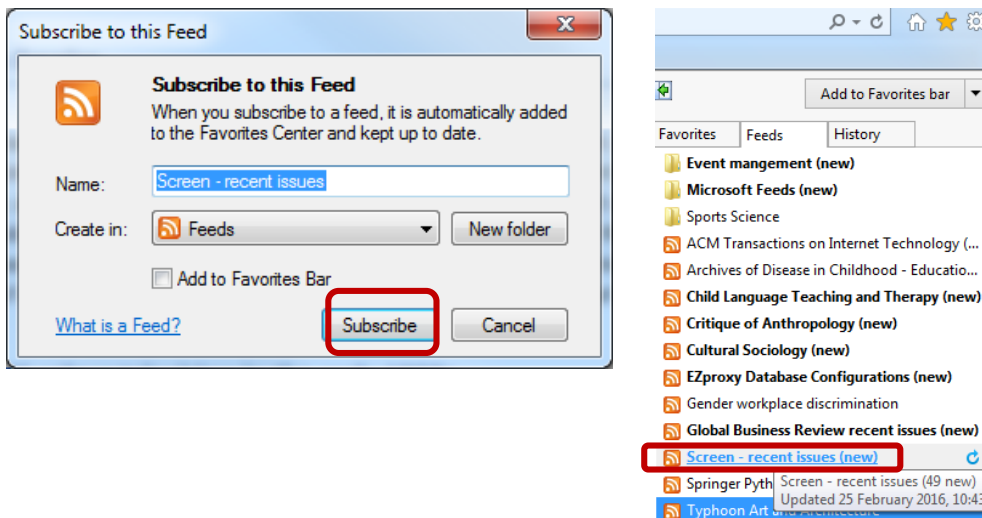 Subscribe to this Feed
Subscribe to this Feed
When you subscribe to a feed, it is automatically added
to the Favorites Center and kept up to date.
Name:
Screen - recent issues
Create in:
Feeds
New folder
Add to Favorites Bar
What is a Feed?
Subscribe
Cancel
Add to Favorites bar
Favorites
Feeds
History
Event mangement (new)
Microsoft Feeds (new)
Sports Science
ACM Transactions on Internet Technology (...
Archives of Disease in Childhood - Educatio...
Child Language Teaching and Therapy (new)
Critique of Anthropology (new)
Cultural Sociology (new)
EZproxy Database Configurations (new)
Gender workplace discrimination
Global Business Review recent issues (new)
Screen - recent issues (new)
Springer Pyth
Screen - recent issues (49 new)
Updated 25 February 2016, 10:43
Typhoon Art and Architecture